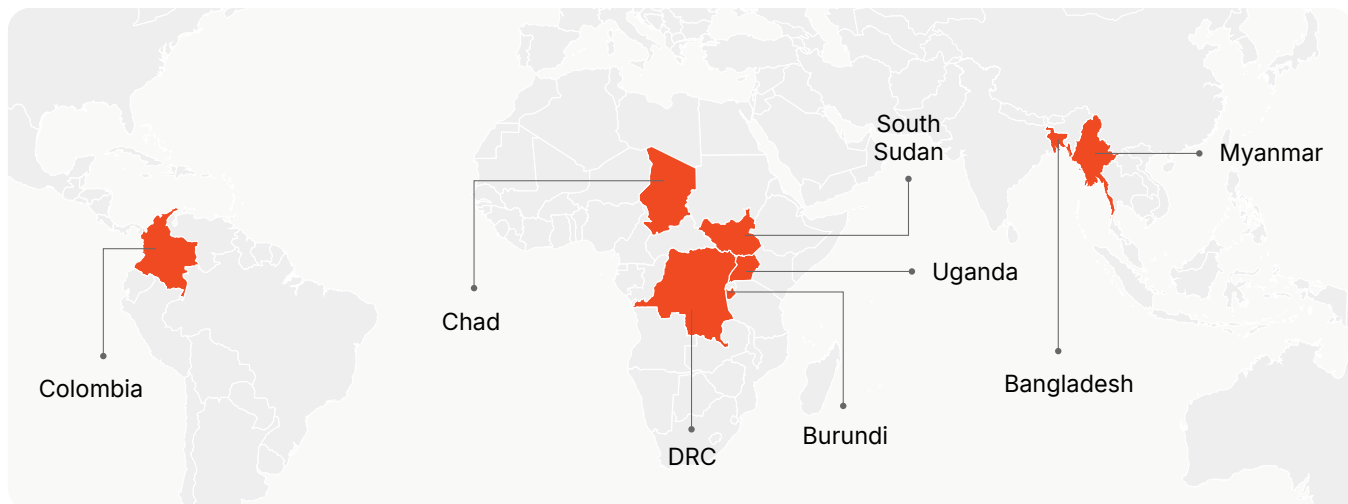 South
Sudan
Myanmar
Uganda
Chad
Colombia
Bangladesh
Burundi
DRC